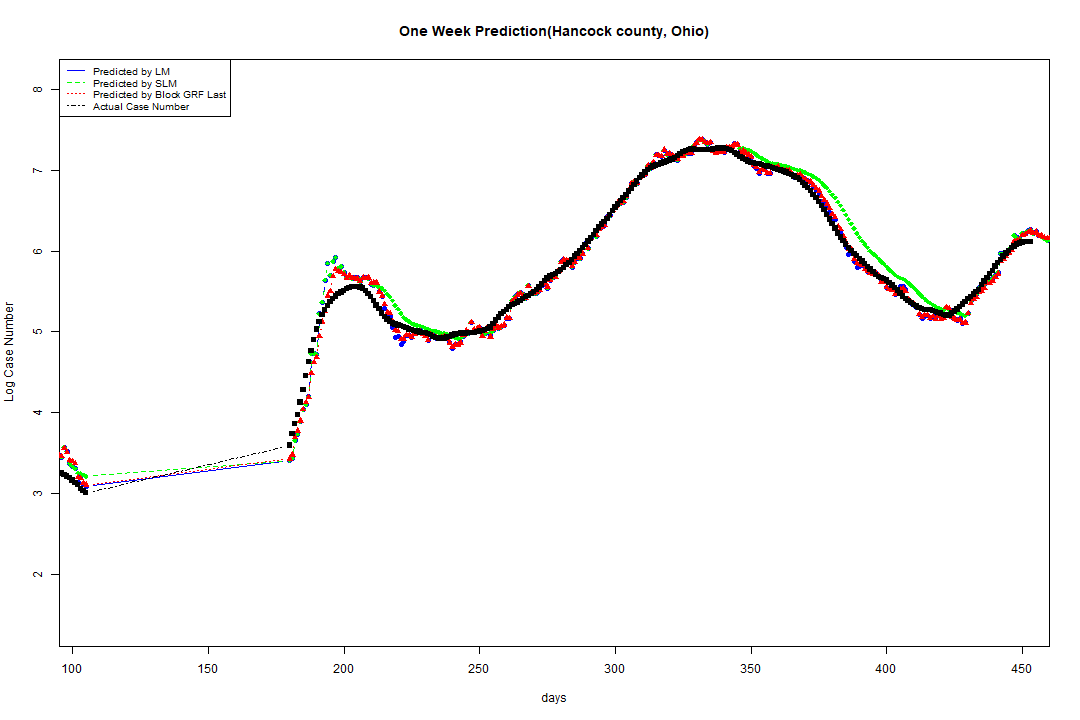 One Week Prediction(Hancock county, Ohio)
Predicted by LM
Predicted by SLM
Predicted by Block GRF Last
Actual Case Number
8
7
6
5
4
3
2
Log Case Number
100 150 200 250 300 350 400 450
days